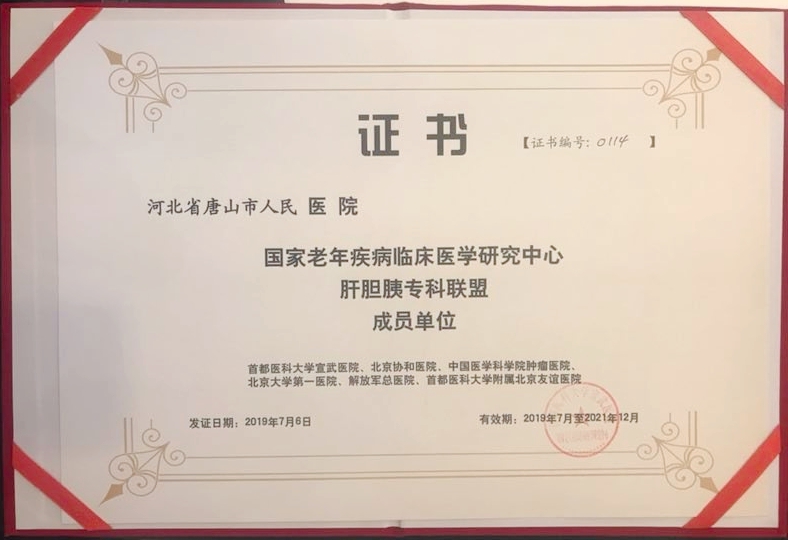 证书
【证书编号: 0114 】
河北省唐山市人民 医院
国家老年疾病临床医学研究中心
肝胆胰专科联盟
成员单位
首都医科大学宣武医院、北京协和医院、中国医学科学院肿瘤医院、
北京大学第一医院、解放军总医院、首都医科大学附属北京友谊医院
发证日期: 2019年7月6日
有效期: 2019年7月至2021年12月